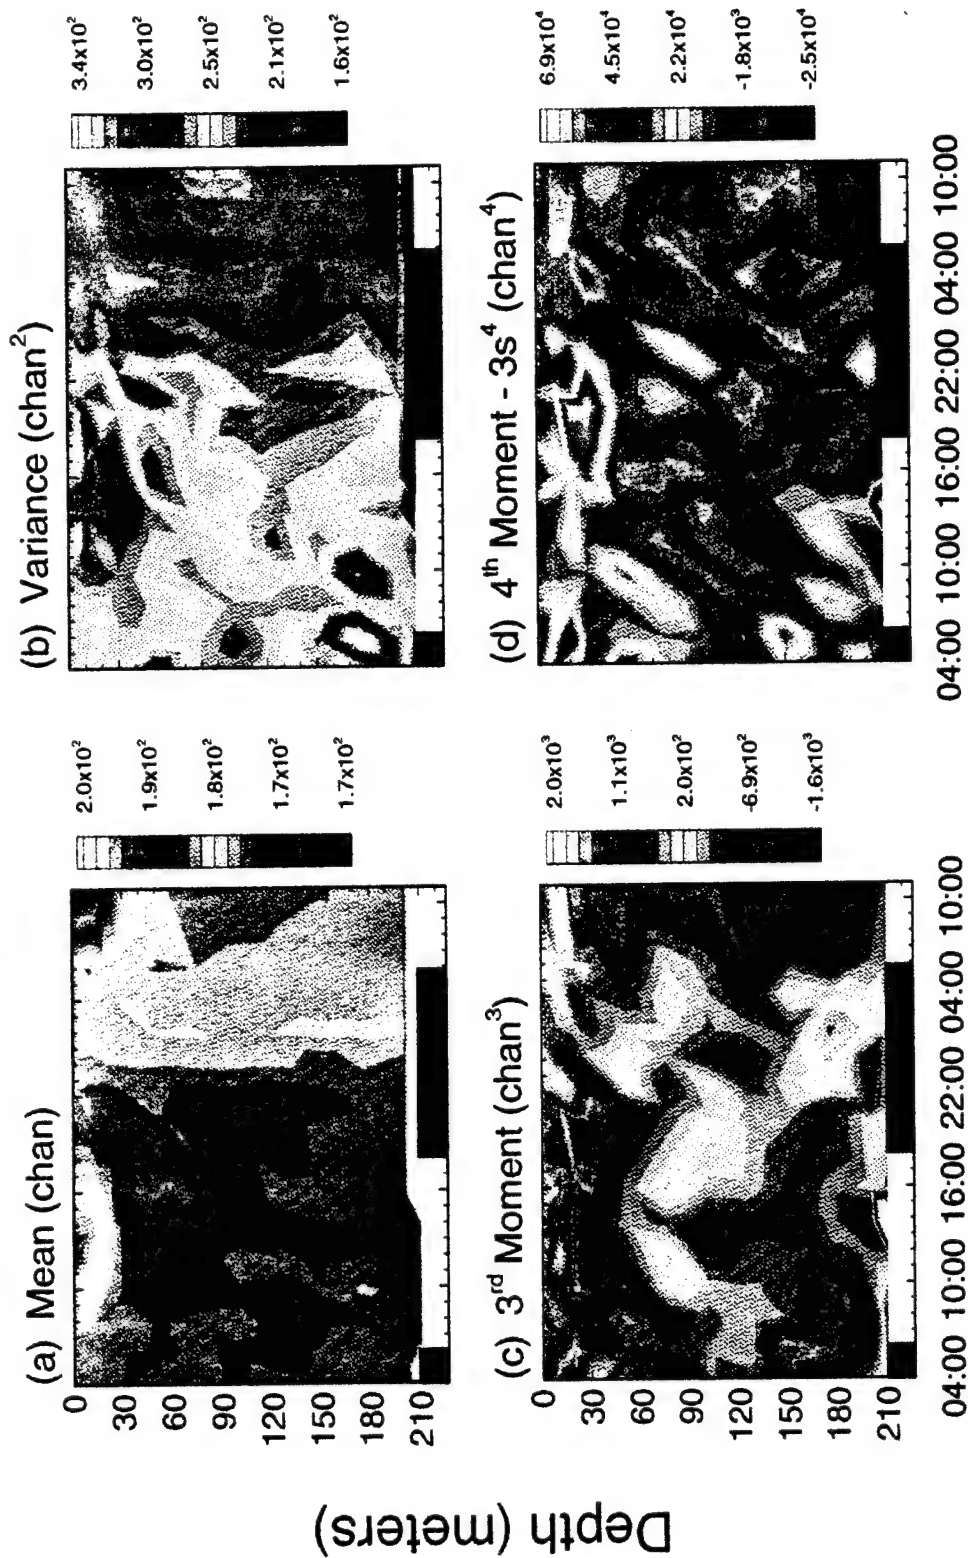 (a) Mean (chan)
2.0x10²
1.9x10²
1.8x10²
1.7x10²
1.7x10²
(b) Variance (chan²)
3.4x10²
3.0x10²
2.5x10²
2.1x10²
1.6x10²
0
30
60
90
120
150
180
210
(c) 3rd Moment (chan³)
2.0x10³
1.1x10³
2.0x10²
-6.9x10²
-1.6x10³
(d) 4th Moment - 3s⁴ (chan⁴)
6.9x10⁴
4.5x10⁴
2.2x10⁴
-1.8x10³
-2.5x10⁴
0
30
60
90
120
150
180
210
Depth (meters)
04:00 10:00 16:00 22:00 04:00 10:00
04:00 10:00 16:00 22:00 04:00 10:00